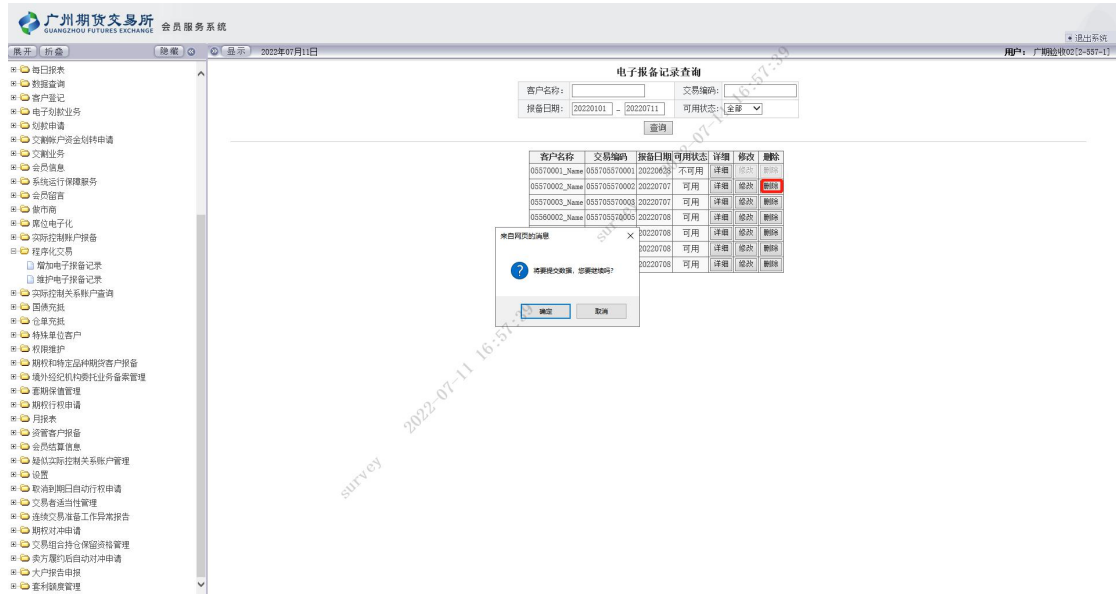 广州期货交易所 会员服务系统
GUANGZHOU FUTURES EXCHANGE
退出系统
展开 折叠 隐藏 显示 2022年07月11日 用户: 广期验收02[2-557-1]
每日报表
数据查询
客户登记
电子划款业务
划款申请
交割帐户资金划转申请
交割业务
会员信息
系统运行保障服务
会员留言
做市商
席位电子化
实际控制账户报备
程序化交易
增加电子报备记录
维护电子报备记录
实际控制关系账户查询
国债充抵
仓单充抵
特殊单位客户
权限维护
期权和特定品种期货客户报备
境外经纪机构委托业务备案管理
套期保值管理
期权行权申请
月报表
资管客户报备
会员结算信息
疑似实际控制关系账户管理
设置
取消到期日自动行权申请
交易者适当性管理
连续交易准备工作异常报告
期权对冲申请
交易组合持仓保留资格管理
卖方履约后自动对冲申请
大户报告申报
套利额度管理
电子报备记录查询
客户名称: 交易编码:
报备日期: 20220101 - 20220711 可用状态: 全部
查询
客户名称 交易编码 报备日期 可用状态 详细 修改 删除
05570001_Name 055705570001 20220628 不可用 详细 修改 删除
05570002_Name 055705570002 20220707 可用 详细 修改 删除
05570003_Name 055705570003 20220707 可用 详细 修改 删除
05560002_Name 055705570005 20220708 可用 详细 修改 删除
20220708 可用 详细 修改 删除
20220708 可用 详细 修改 删除
20220708 可用 详细 修改 删除
来自网页的消息 ×
将要提交数据，您要继续吗?
确定 取消
survey 2022-07-11 16:57:39
survey 2022-07-11 16:57:39